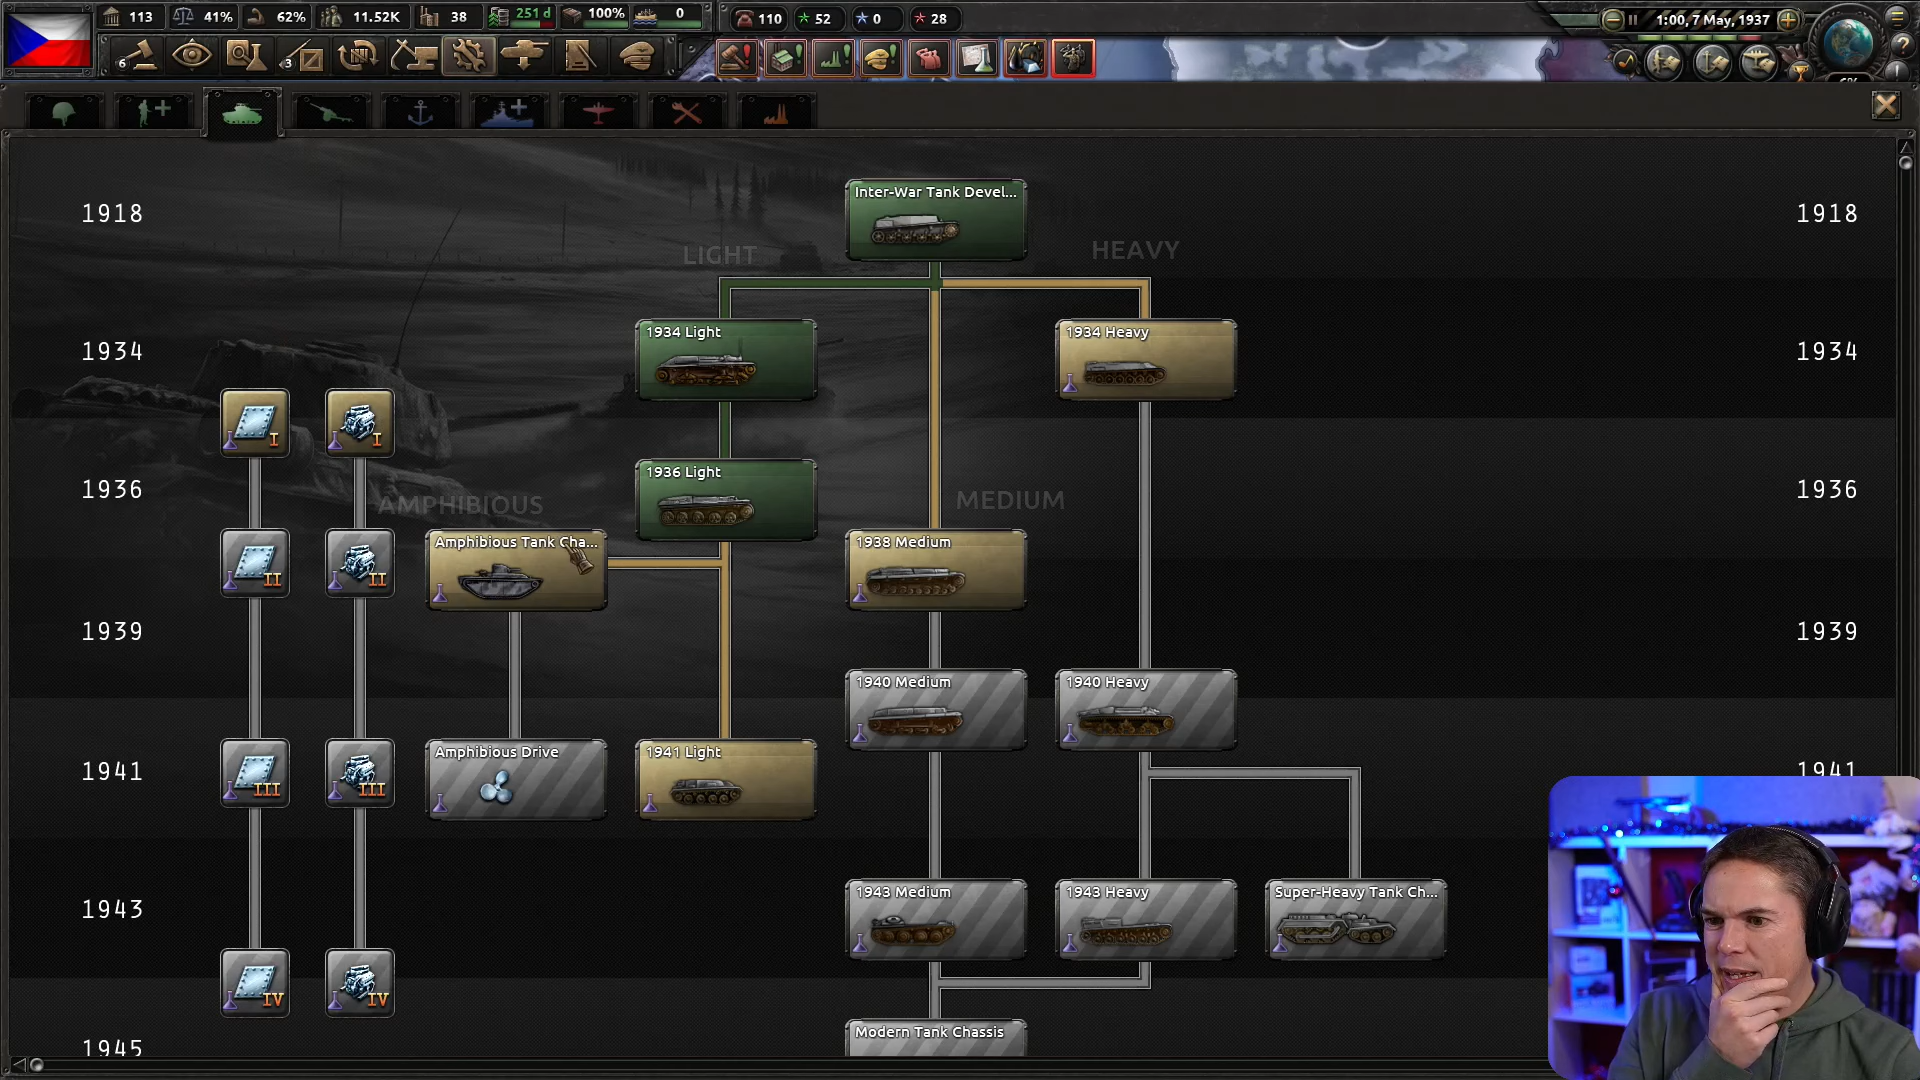 113
41%
62%
11.52K
38
251 d
100%
0
110
52
0
28
1:00, 7 May, 1937
6
3
1918
Inter-War Tank Devel...
1918
LIGHT
HEAVY
1934
1934 Light
1934 Heavy
1934
I
I
1936
1936 Light
1936
AMPHIBIOUS
MEDIUM
II
II
Amphibious Tank Cha...
1938 Medium
1939
1939
1940 Medium
1940 Heavy
1941
III
III
Amphibious Drive
1941 Light
1941
1943
1943 Medium
1943 Heavy
Super-Heavy Tank Ch...
IV
IV
1945
Modern Tank Chassis